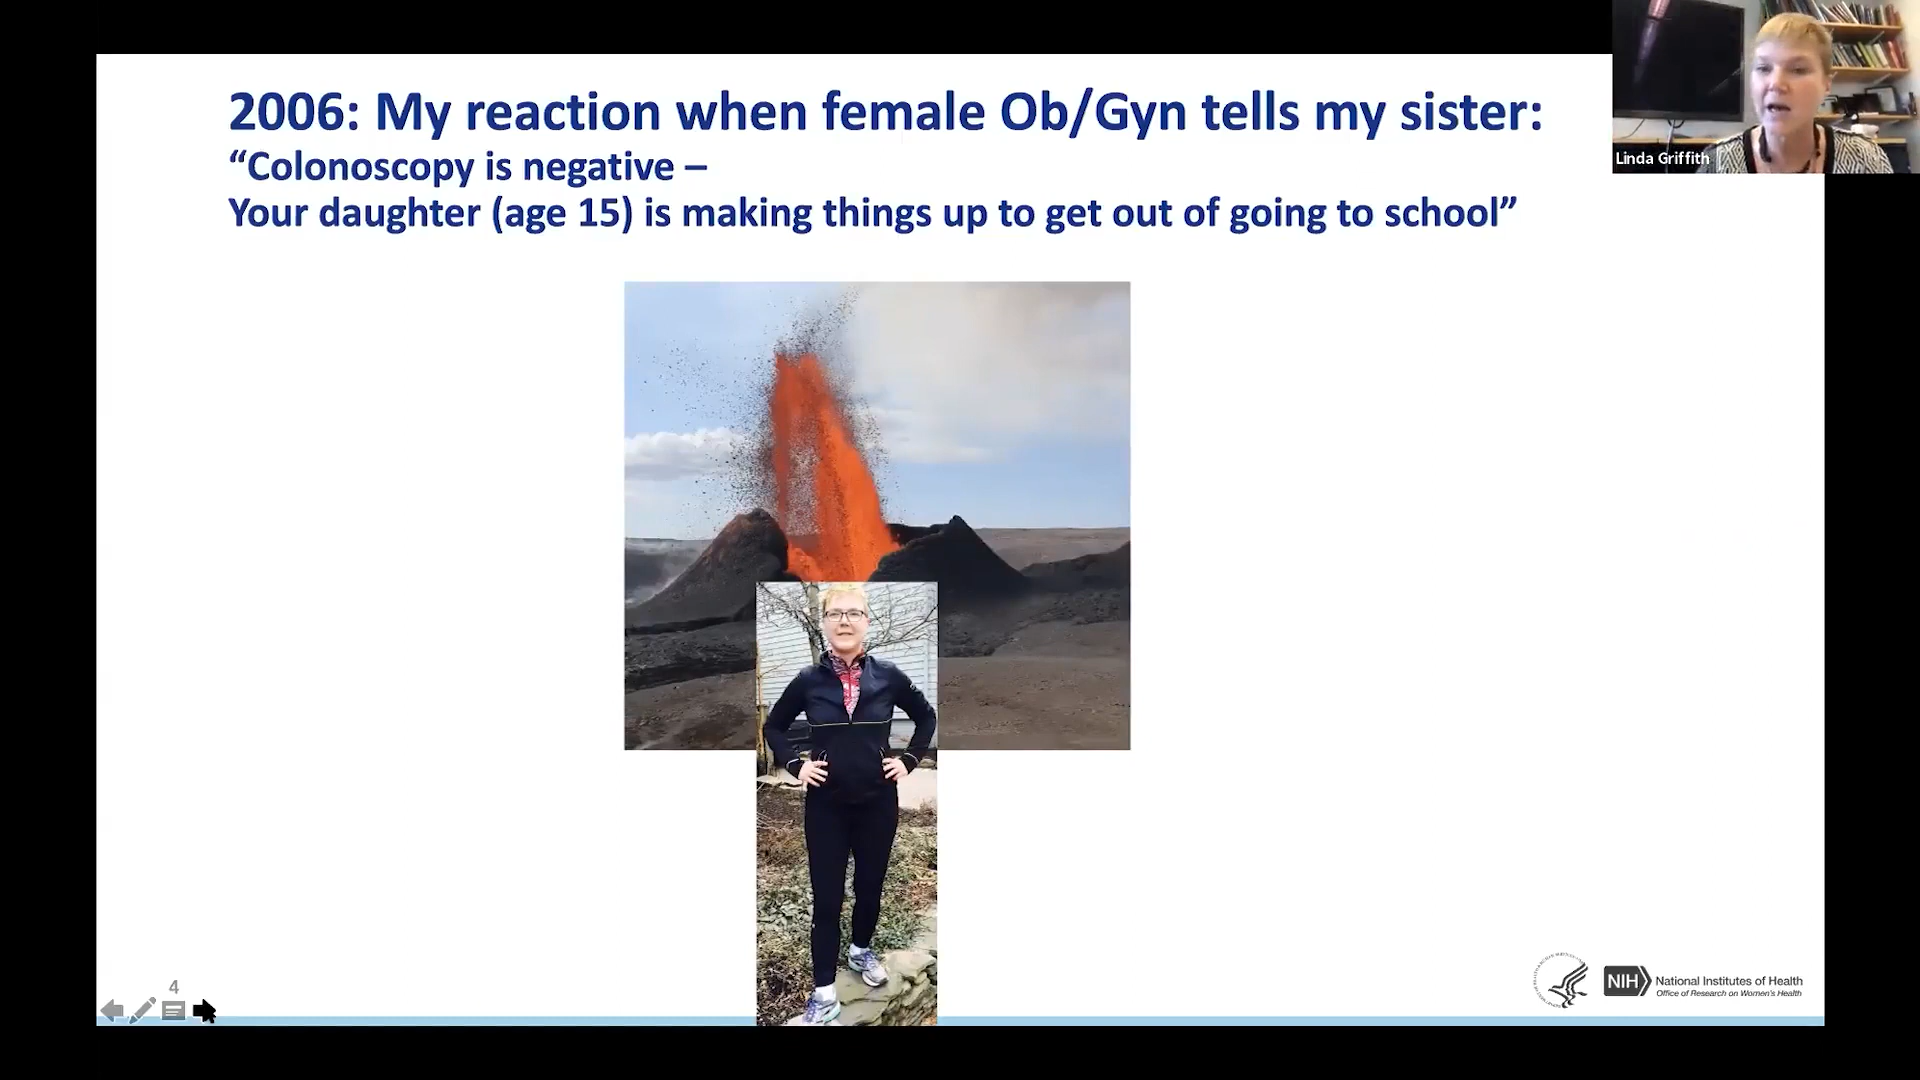 2006: My reaction when female Ob/Gyn tells my sister:
“Colonoscopy is negative –
Your daughter (age 15) is making things up to get out of going to school”
Linda Griffith
4
NIH National Institutes of Health
Office of Research on Women's Health